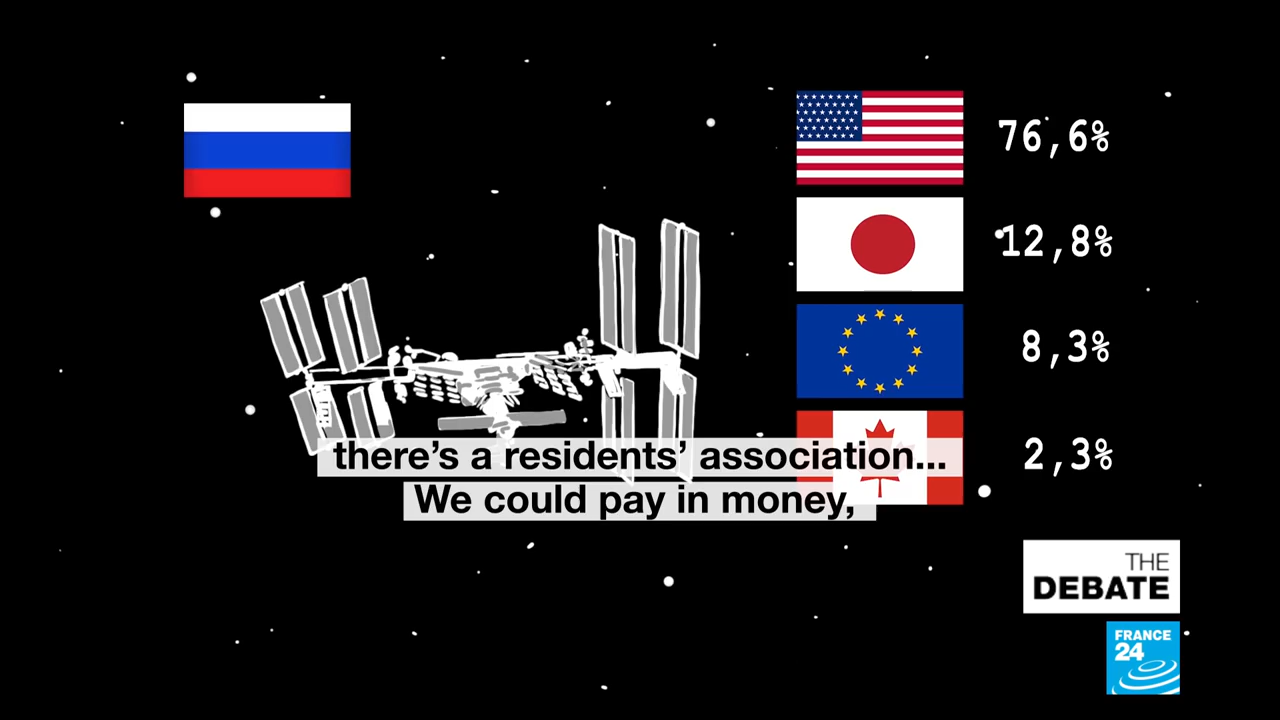 76,6%
12,8%
8,3%
2,3%
there's a residents' association...
We could pay in money,
THE
DEBATE
FRANCE
24